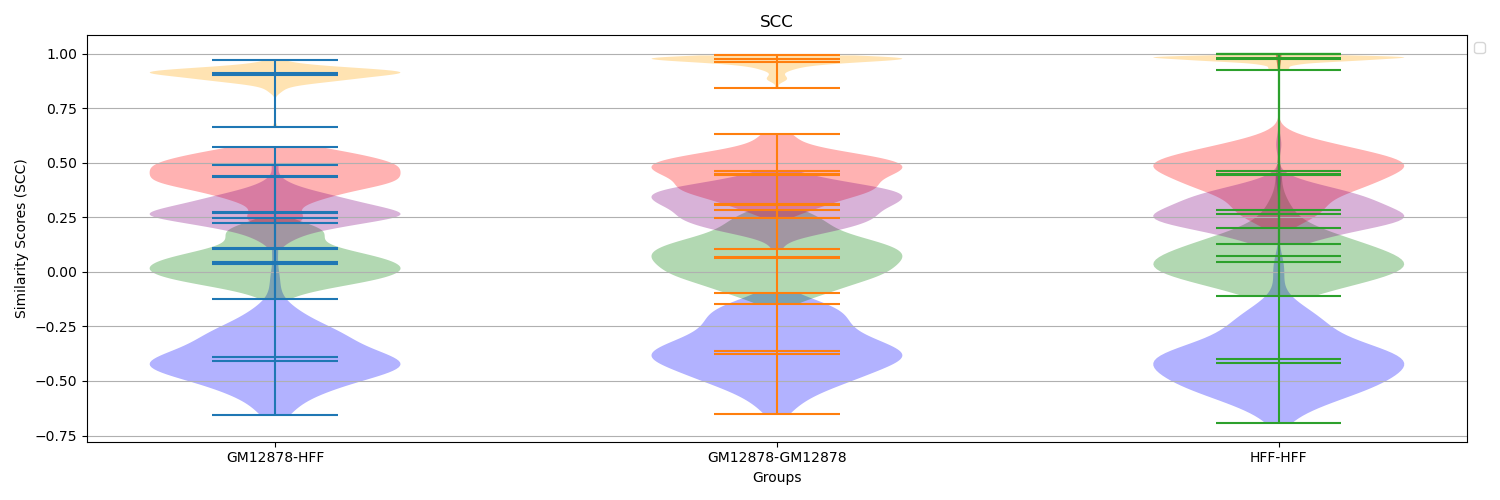 SCC
Similarity Scores (SCC)
1.00
0.75
0.50
0.25
0.00
−0.25
−0.50
−0.75
GM12878-HFF
GM12878-GM12878
HFF-HFF
Groups